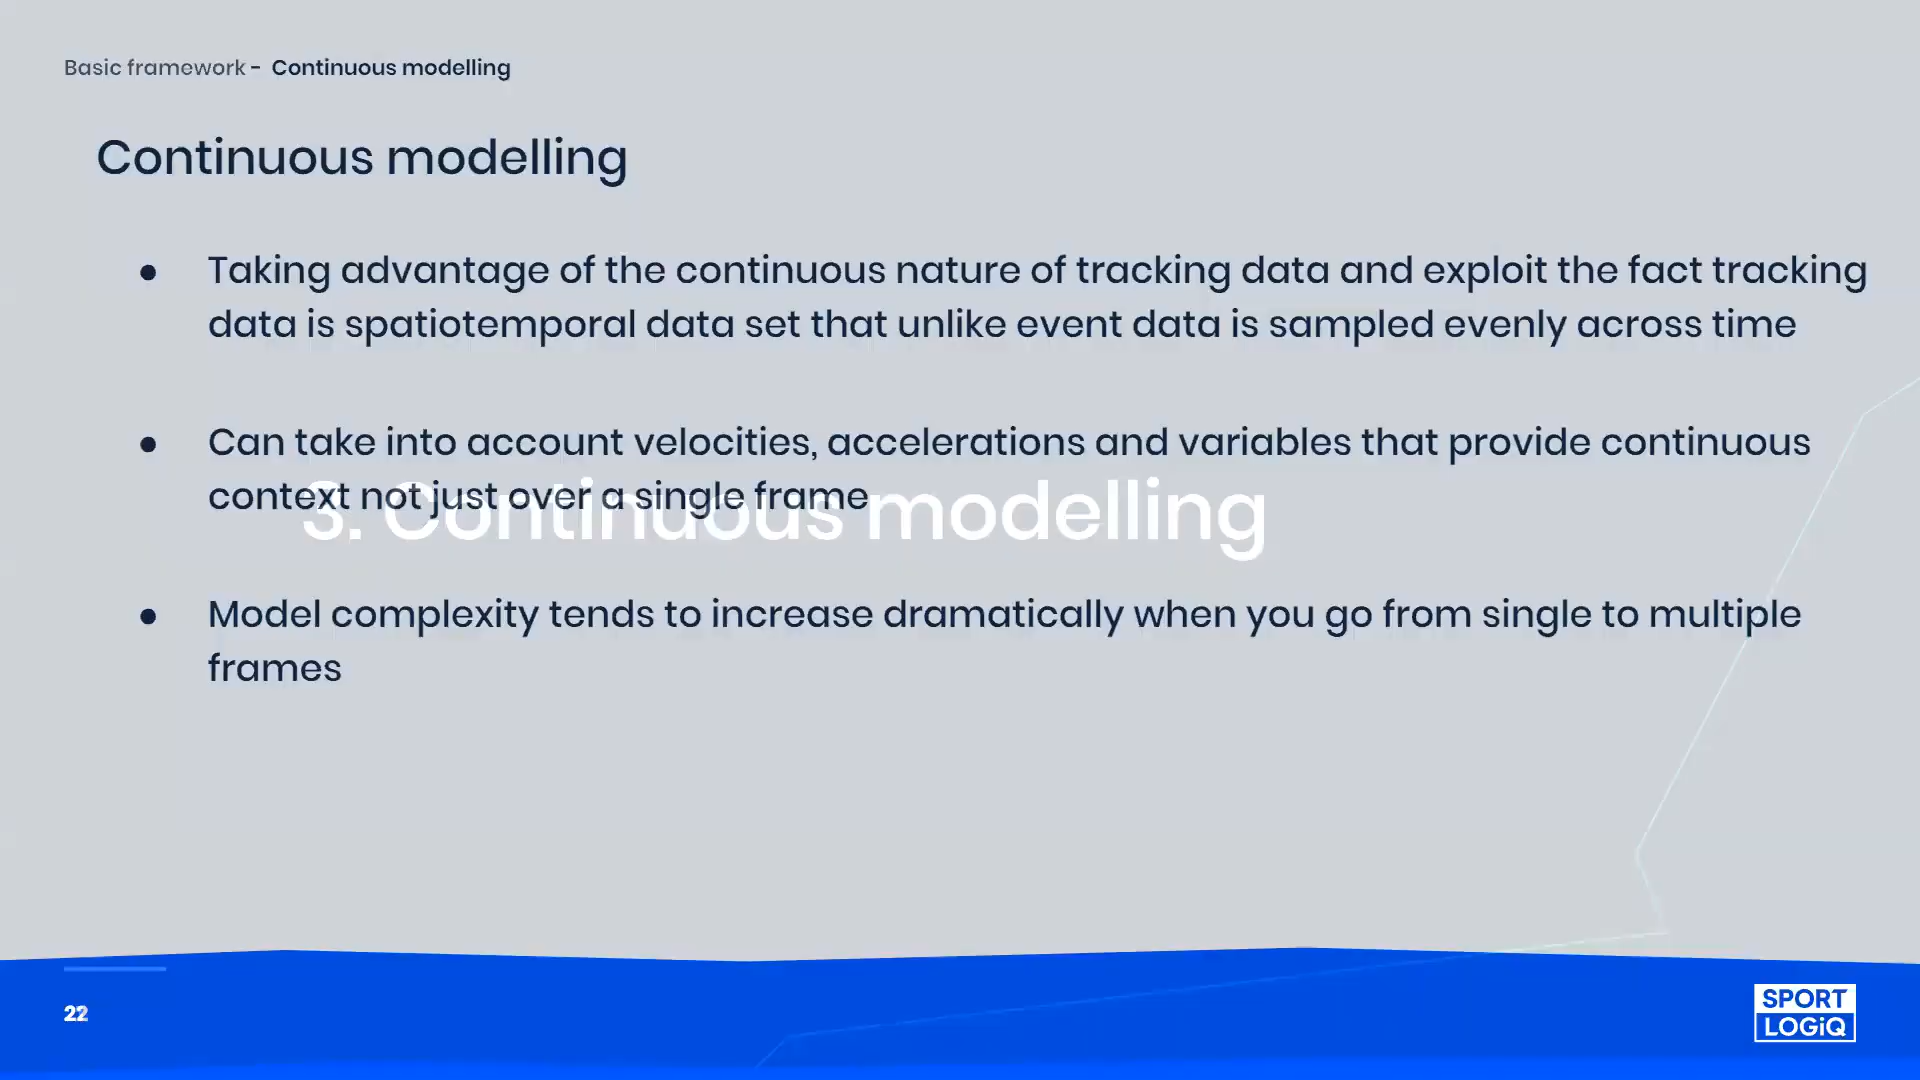 Basic framework - Continuous modelling
Continuous modelling
● Taking advantage of the continuous nature of tracking data and exploit the fact tracking
data is spatiotemporal data set that unlike event data is sampled evenly across time
● Can take into account velocities, accelerations and variables that provide continuous
context not just over a single frame
3. Continuous modelling
● Model complexity tends to increase dramatically when you go from single to multiple
frames
22
SPORT
LOGiQ